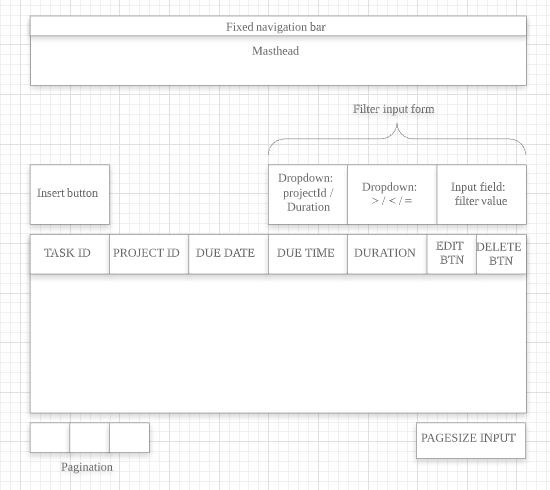 Fixed navigation bar
Masthead
Filter input form
Insert button
Dropdown:
projectId /
Duration
Dropdown:
> / < / =
Input field:
filter value
TASK ID
PROJECT ID
DUE DATE
DUE TIME
DURATION
EDIT
BTN
DELETE
BTN
Pagination
PAGESIZE INPUT